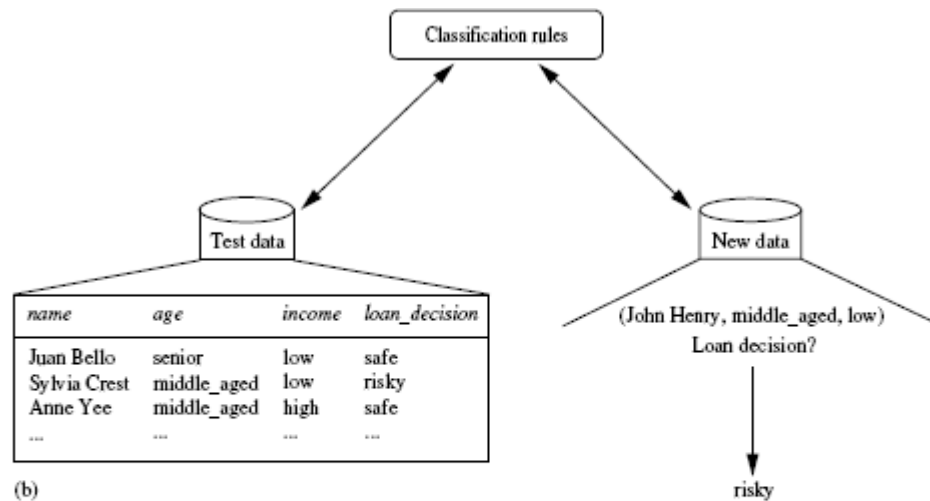 Classification rules
Test data
name age income loan_decision
Juan Bello senior low safe
Sylvia Crest middle_aged low risky
Anne Yee middle_aged high safe
... ... ... ...
New data
(John Henry, middle_aged, low)
Loan decision?
risky
(b)